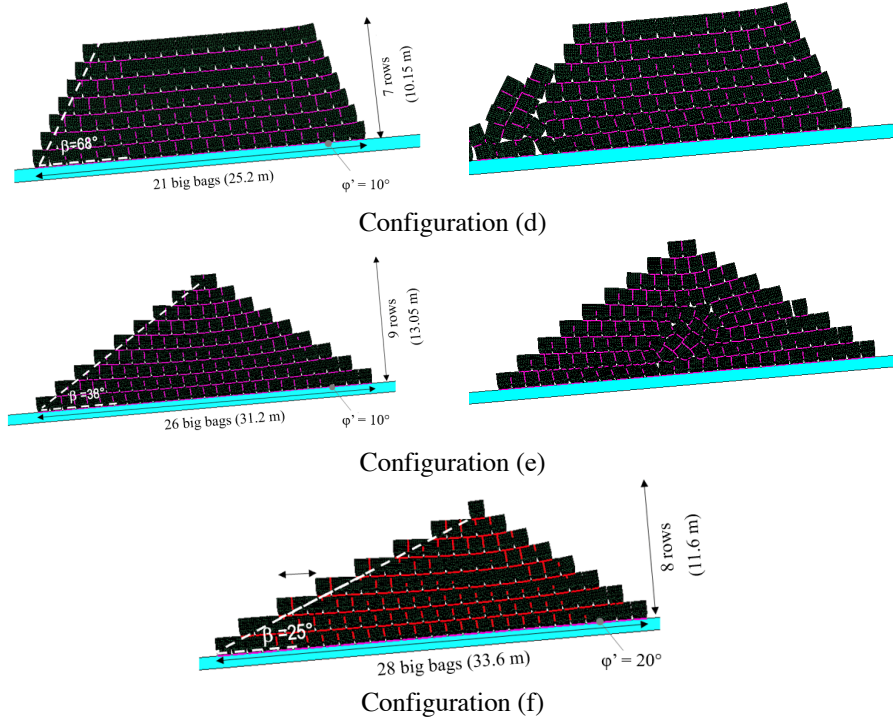 7 rows
(10.15 m)
β=68°
21 big bags (25.2 m)
φ' = 10°
Configuration (d)
9 rows
(13.05 m)
β =38°
26 big bags (31.2 m)
φ' = 10°
Configuration (e)
8 rows
(11.6 m)
β =25°
28 big bags (33.6 m)
φ' = 20°
Configuration (f)